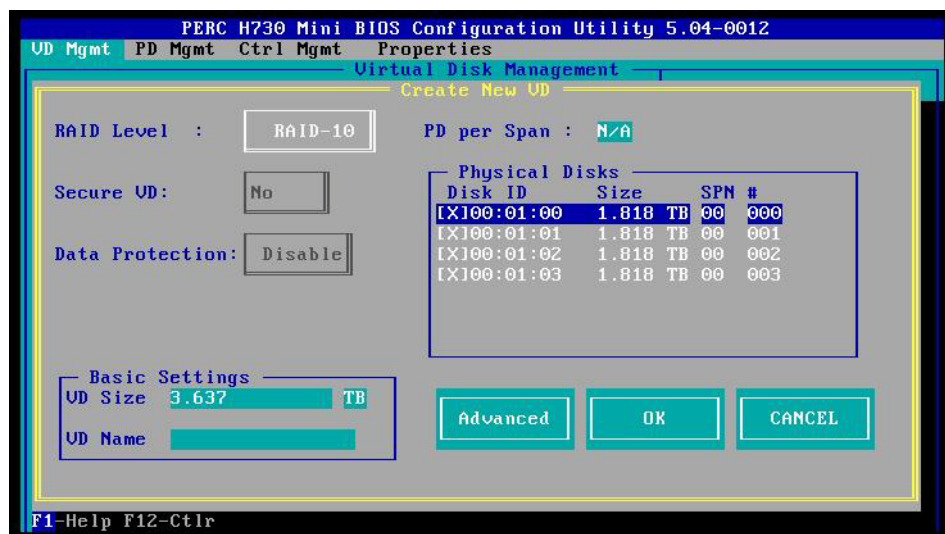 PERC H730 Mini BIOS Configuration Utility 5.04-0012
VD Mgmt PD Mgmt Ctrl Mgmt Properties
Virtual Disk Management
Create New VD
RAID Level : RAID-10 PD per Span : N/A
Physical Disks
Secure VD: No Disk ID Size SPN #
[X]00:01:00 1.818 TB 00 000
[X]00:01:01 1.818 TB 00 001
Data Protection: Disable [X]00:01:02 1.818 TB 00 002
[X]00:01:03 1.818 TB 00 003
Basic Settings
VD Size 3.637 TB
Advanced OK CANCEL
VD Name
F1-Help F12-Ctlr